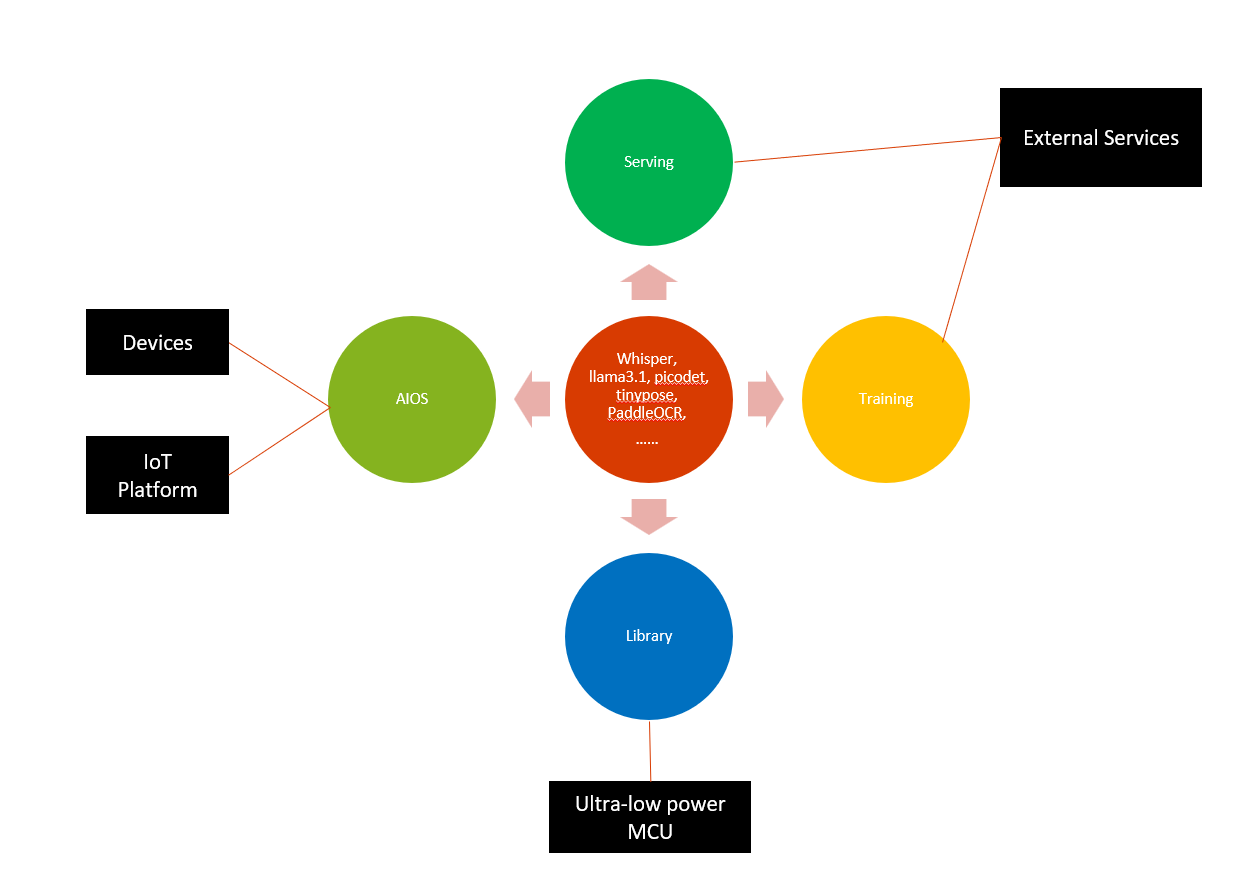 Serving
External Services
Devices
IoT
Platform
AIOS
Whisper,
llama3.1, picodet,
tinypose,
PaddleOCR,
......
Training
Library
Ultra-low power
MCU